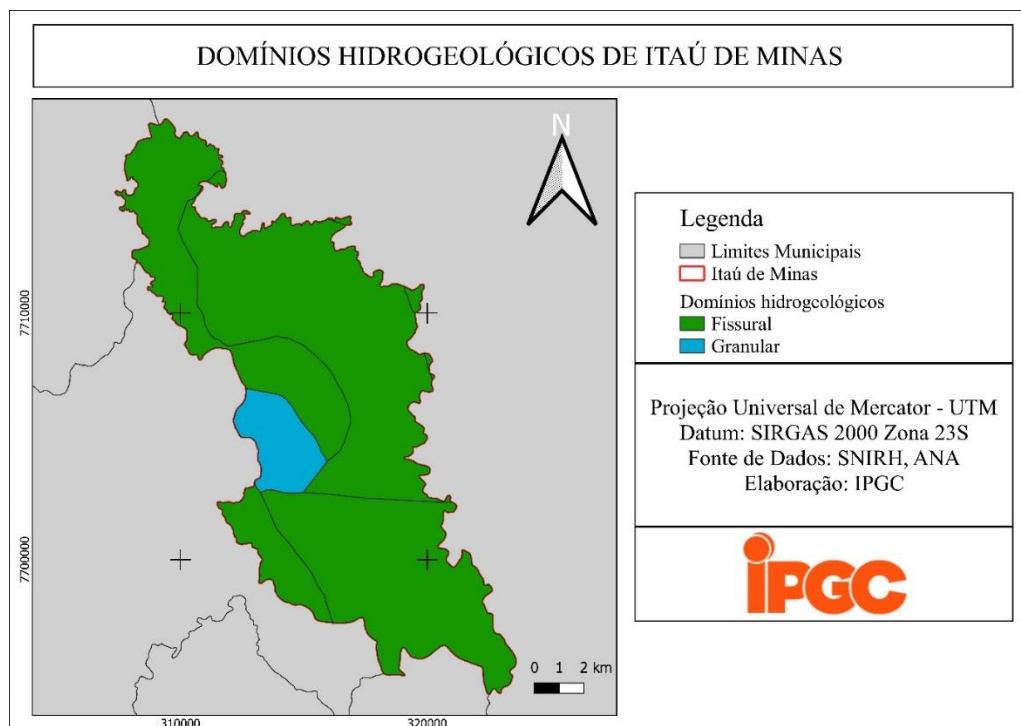 DOMÍNIOS HIDROGEOLÓGICOS DE ITAÚ DE MINAS
N
7710000
7700000
310000
320000
0 1 2 km
Legenda
Limites Municipais
Itaú de Minas
Domínios hidrogeológicos
Fissural
Granular
Projeção Universal de Mercator - UTM
Datum: SIRGAS 2000 Zona 23S
Fonte de Dados: SNIRH, ANA
Elaboração: IPGC
iPGC